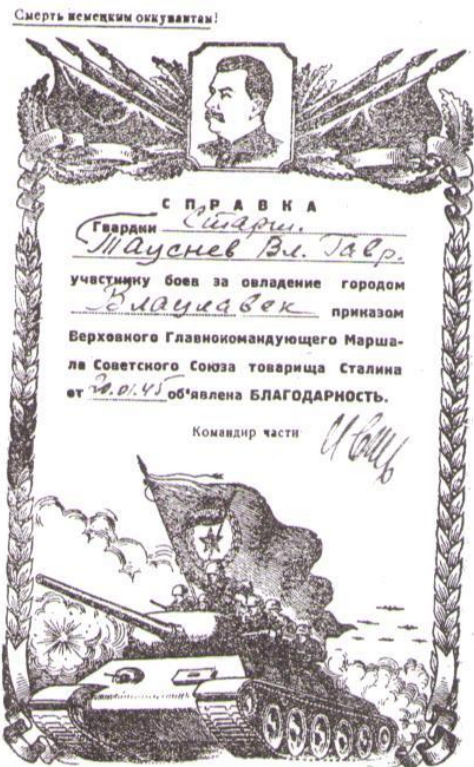 Смерть немецким оккупантам!
СПРАВКА
Гвардии Старш.
Тауснев Вл. Гавр.
участнику боев за овладение городом
Влацлавек приказом
Верховного Главнокомандующего Марша-
ла Советского Союза товарища Сталина
от 20.01.45 об'явлена БЛАГОДАРНОСТЬ.
Командир части